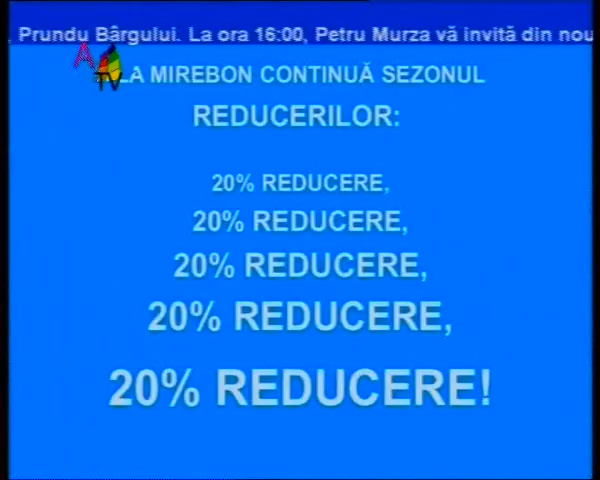 . Prundu Bârgului. La ora 16:00, Petru Murza vă invită din nou
A
TV
LA MIREBON CONTINUĂ SEZONUL
REDUCERILOR:
20% REDUCERE,
20% REDUCERE,
20% REDUCERE,
20% REDUCERE,
20% REDUCERE!